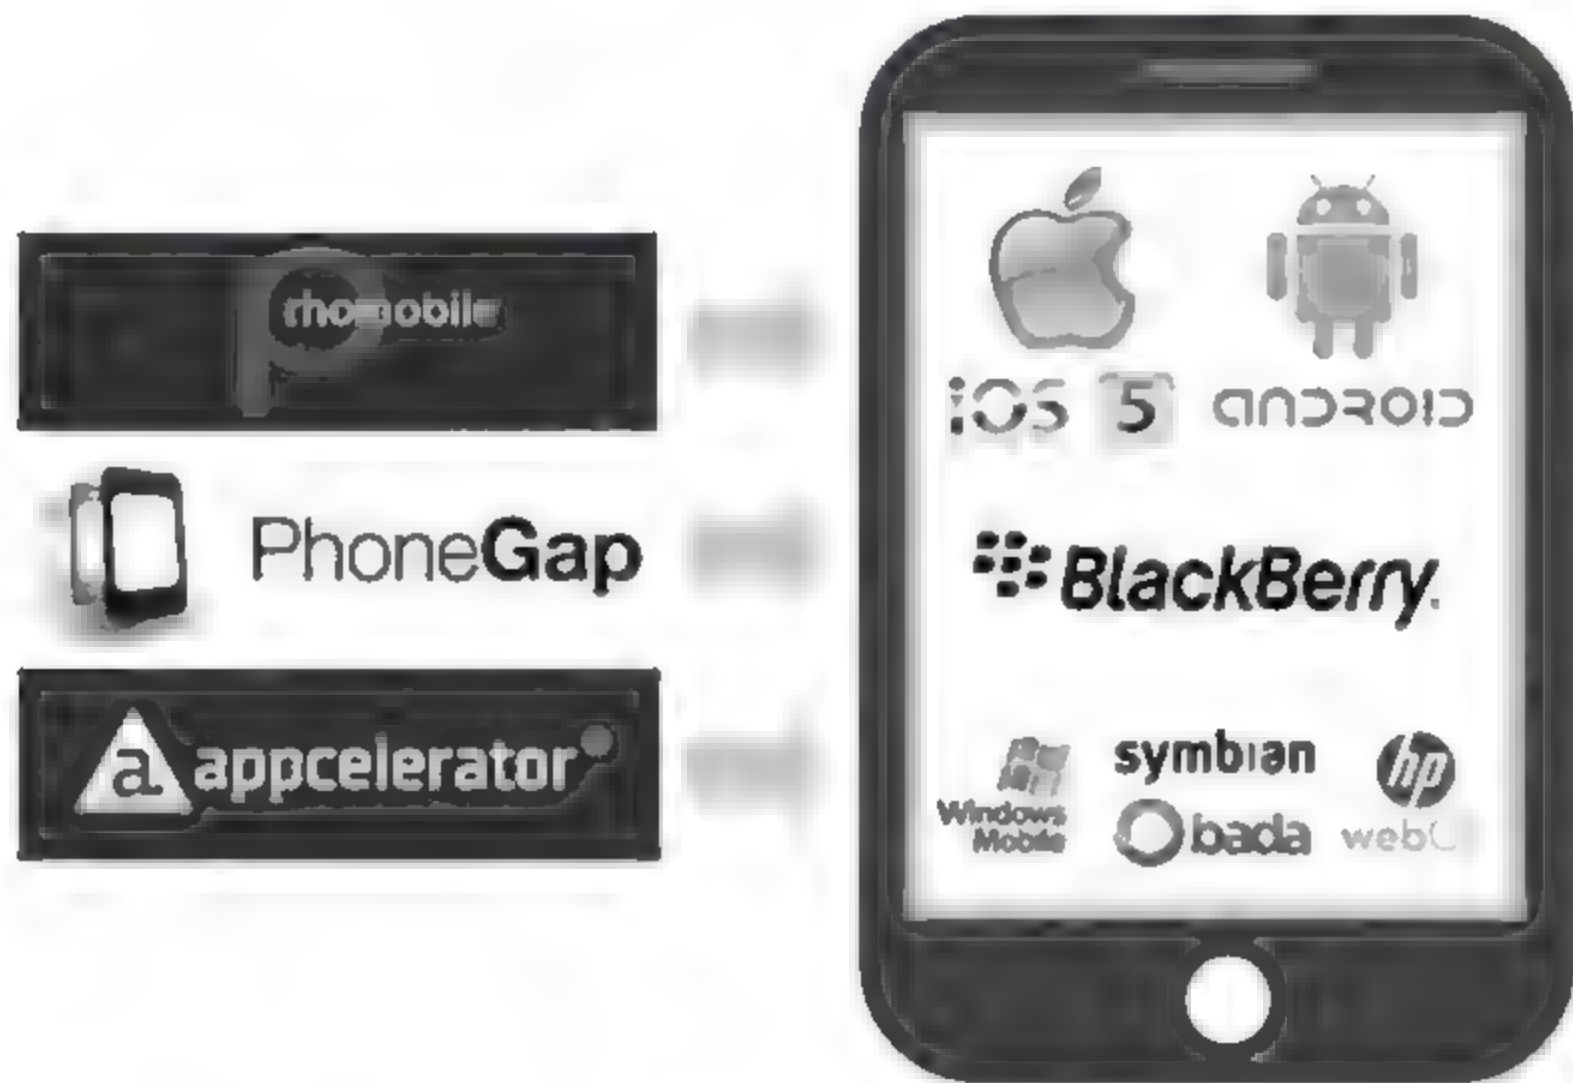 rhomobile
PhoneGap
a appcelerator
iOS 5 ANDROID
BlackBerry.
Windows
Mobile
symbian
bada
hp
web